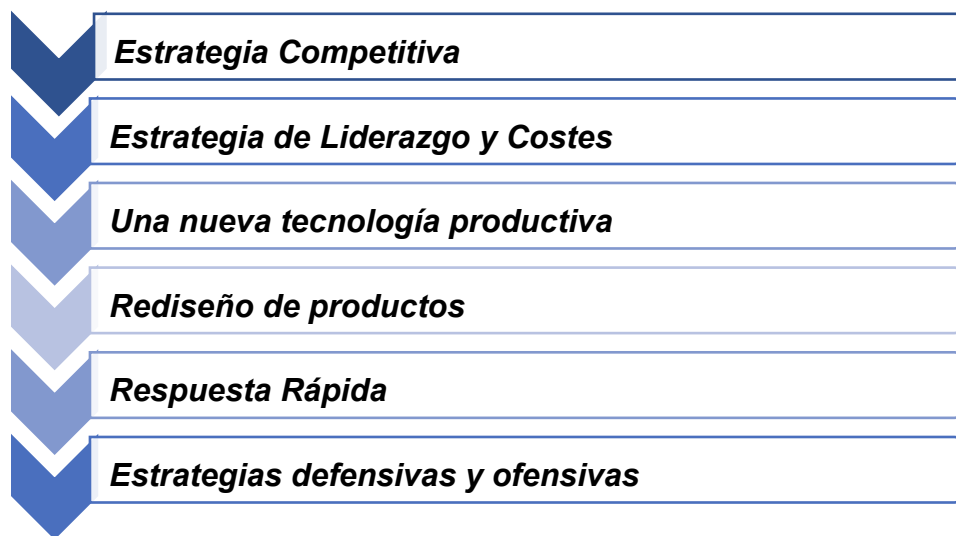 Estrategia Competitiva
Estrategia de Liderazgo y Costes
Una nueva tecnología productiva
Rediseño de productos
Respuesta Rápida
Estrategias defensivas y ofensivas